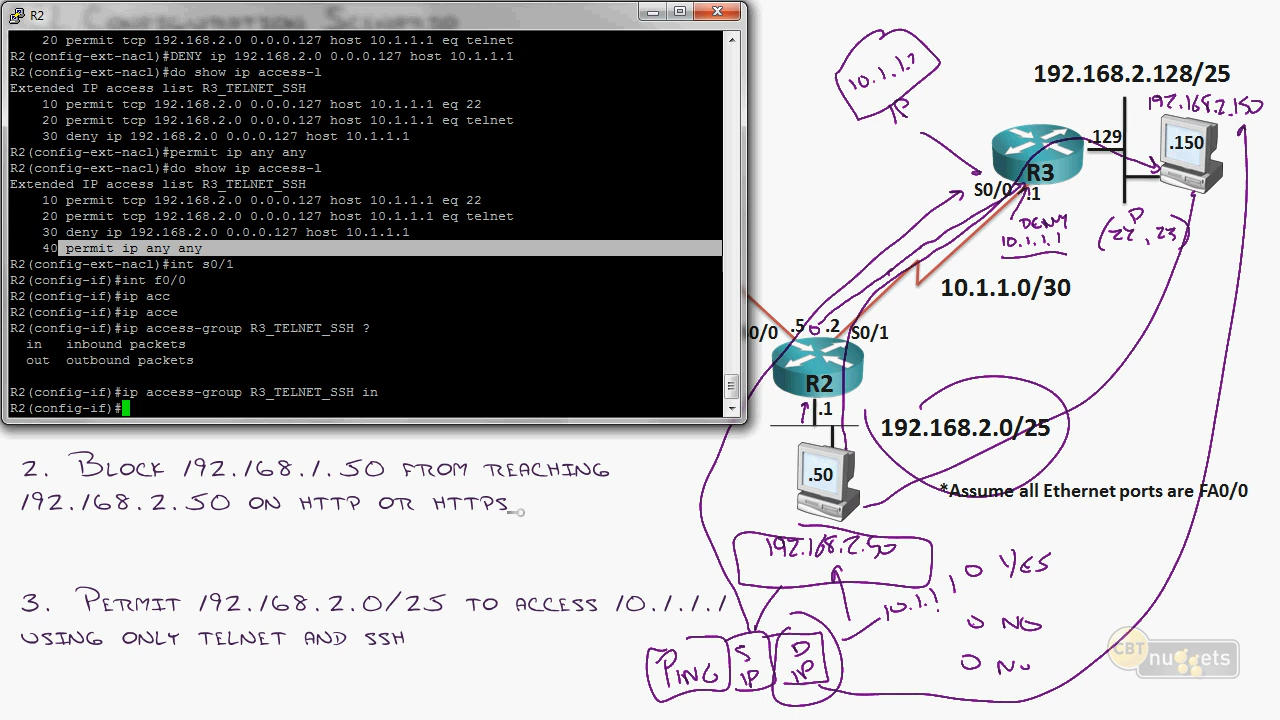 R2
CONFIGURATION SCENARIO
20 permit tcp 192.168.2.0 0.0.0.127 host 10.1.1.1 eq telnet
R2(config-ext-nacl)#DENY ip 192.168.2.0 0.0.0.127 host 10.1.1.1
R2(config-ext-nacl)#do show ip access-l
Extended IP access list R3_TELNET_SSH
10 permit tcp 192.168.2.0 0.0.0.127 host 10.1.1.1 eq 22
20 permit tcp 192.168.2.0 0.0.0.127 host 10.1.1.1 eq telnet
30 deny ip 192.168.2.0 0.0.0.127 host 10.1.1.1
R2(config-ext-nacl)#permit ip any any
R2(config-ext-nacl)#do show ip access-l
Extended IP access list R3_TELNET_SSH
10 permit tcp 192.168.2.0 0.0.0.127 host 10.1.1.1 eq 22
20 permit tcp 192.168.2.0 0.0.0.127 host 10.1.1.1 eq telnet
30 deny ip 192.168.2.0 0.0.0.127 host 10.1.1.1
40 permit ip any any
R2(config-ext-nacl)#int s0/1
R2(config-if)#int f0/0
R2(config-if)#ip acc
R2(config-if)#ip acce
R2(config-if)#ip access-group R3_TELNET_SSH ?
in inbound packets
out outbound packets
R2(config-if)#ip access-group R3_TELNET_SSH in
R2(config-if)#
10.1.1.1
192.168.2.128/25
192.168.2.150
.129
.150
R3
S0/0
.1
DENY
10.1.1.1
P
(22, 23)
10.1.1.0/30
0/0
.5
.2
S0/1
R2
.1
192.168.2.0/25
.50
*Assume all Ethernet ports are FA0/0
2. BLOCK 192.168.1.50 FROM REACHING
192.168.2.50 ON HTTP OR HTTPS
3. PERMIT 192.168.2.0/25 TO ACCESS 10.1.1.1
USING ONLY TELNET AND SSH
192.168.2.50
10.1.1.1
YES
NO
NO
PING
S
IP
D
IP
CBT
nuggets